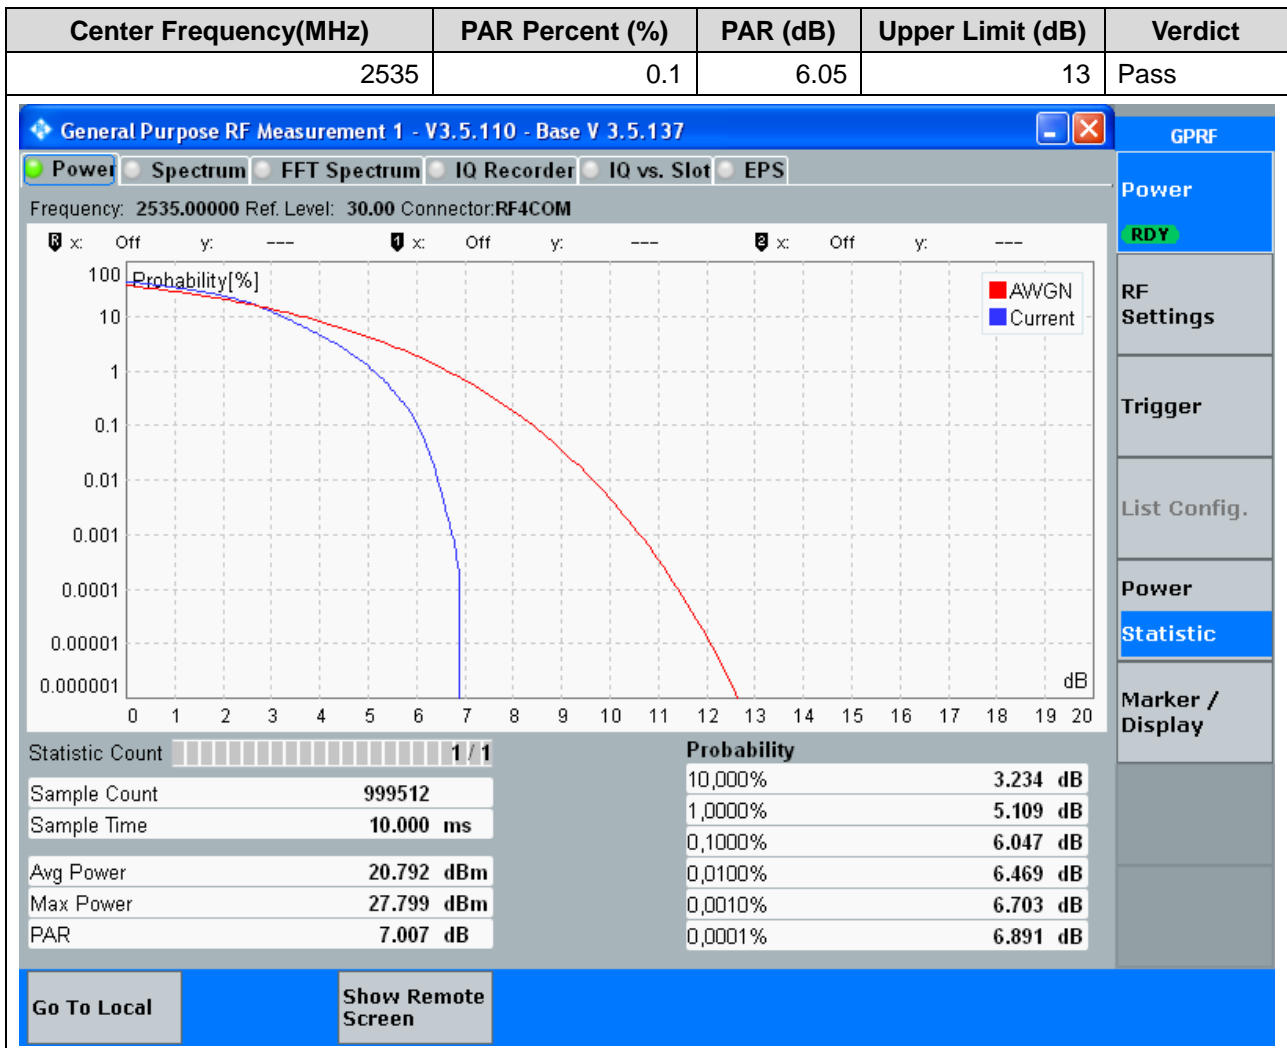 Center Frequency(MHz) PAR Percent (%) PAR (dB) Upper Limit (dB) Verdict
2535 0.1 6.05 13 Pass
General Purpose RF Measurement 1 - V3.5.110 - Base V 3.5.137
GPRF
Power Spectrum FFT Spectrum IQ Recorder IQ vs. Slot EPS
Frequency: 2535.00000 Ref. Level: 30.00 Connector:RF4COM
Power
RDY
R x: Off y: --- 1 x: Off y: --- 2 x: Off y: ---
Probability[%]
AWGN
Current
100
10
1
0.1
0.01
0.001
0.0001
0.00001
0.000001
dB
0 1 2 3 4 5 6 7 8 9 10 11 12 13 14 15 16 17 18 19 20
RF
Settings
Trigger
List Config.
Power
Statistic
Marker /
Display
Statistic Count 1 / 1
Sample Count 999512
Sample Time 10.000 ms
Avg Power 20.792 dBm
Max Power 27.799 dBm
PAR 7.007 dB
Probability
10,000% 3.234 dB
1,0000% 5.109 dB
0,1000% 6.047 dB
0,0100% 6.469 dB
0,0010% 6.703 dB
0,0001% 6.891 dB
Go To Local
Show Remote
Screen